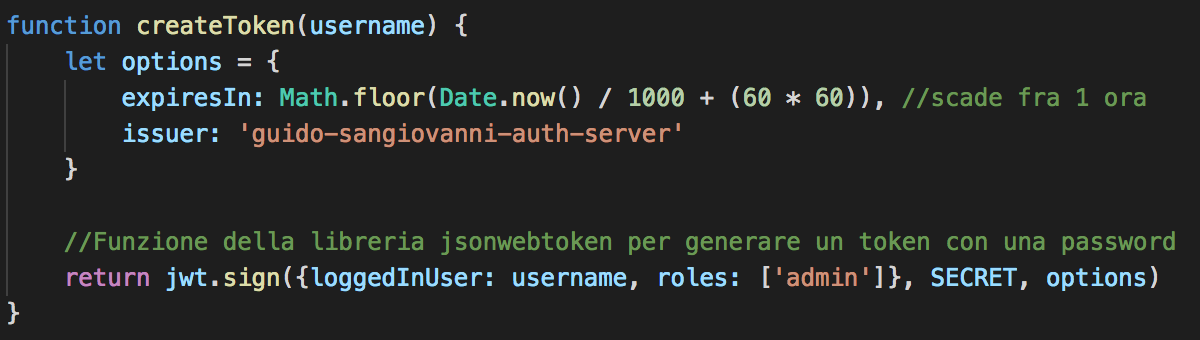 function createToken(username) {
let options = {
expiresIn: Math.floor(Date.now() / 1000 + (60 * 60)), //scade fra 1 ora
issuer: 'guido-sangiovanni-auth-server'
}
//Funzione della libreria jsonwebtoken per generare un token con una password
return jwt.sign({loggedInUser: username, roles: ['admin']}, SECRET, options)
}